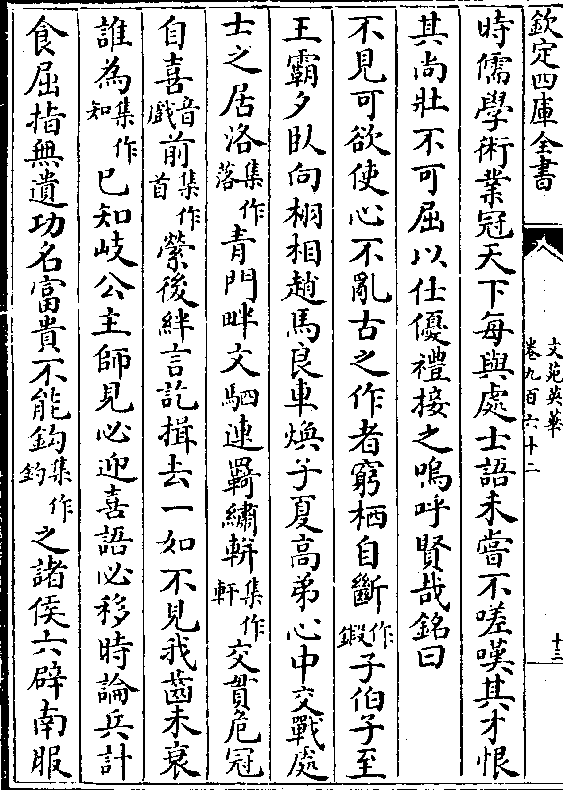 欽定四庫全書
文苑英華
卷九百六十二
十三
時儒學術業冠天下每與處士語未嘗不嗟嘆其才恨
其尚壯不可屈以仕優禮接之嗚呼賢哉銘曰
不見可欲使心不亂古之作者窮栖自斷作鍛子伯子至
王霸夕臥向栩相趙馬良車煥子夏高弟心中交戰處
士之居洛集作落青門畔文駟連羇繡軿集作軒交貫危冠
自喜音戲前集作首縈後絆言訖揖去一如不見我齒未衰
誰為集作知已知岐公主師見必迎喜語必移時論兵計
食屈指無遺功名富貴不能鈎集作釣之諸侯六辟南服